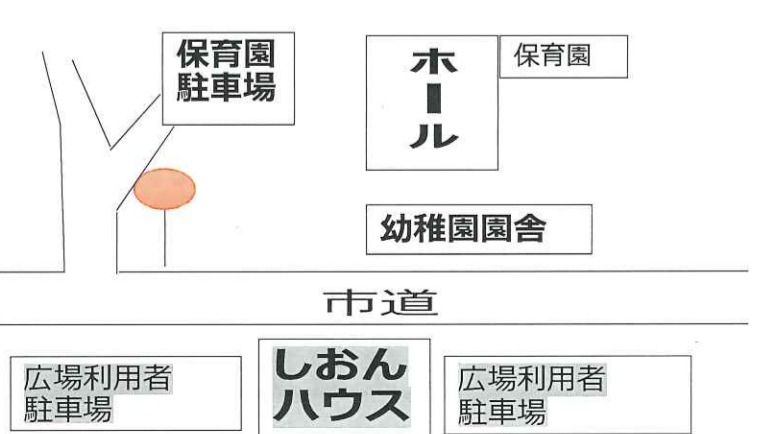 保育園
駐車場
ホール
保育園
幼稚園園舎
市道
広場利用者
駐車場
しおん
ハウス
広場利用者
駐車場